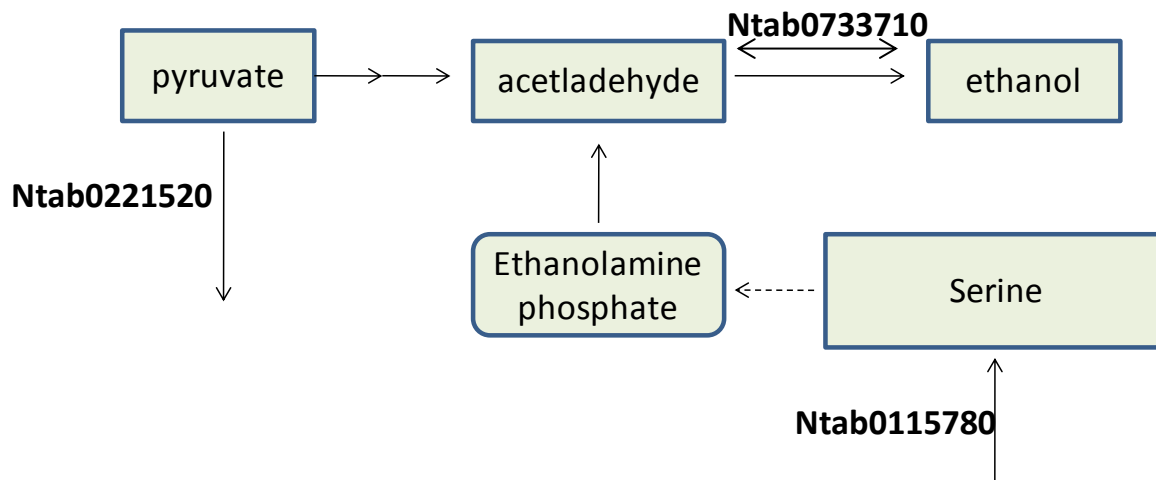 Ntab0733710
pyruvate
acetladehyde
ethanol
Ntab0221520
Ethanolamine
phosphate
Serine
Ntab0115780